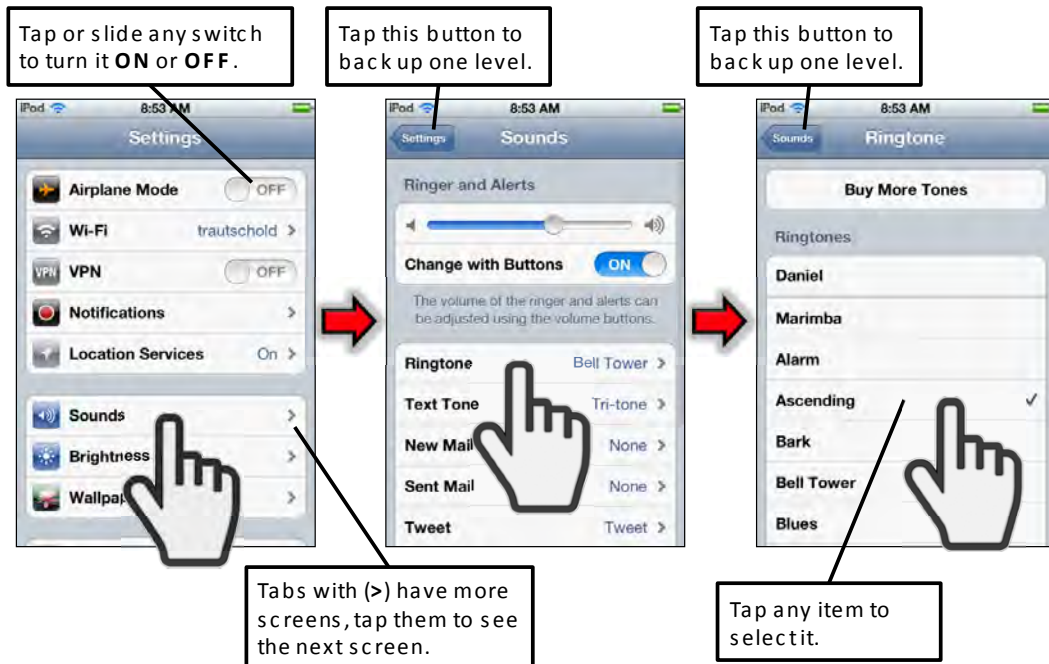 Tap or slide any switch
to turn it ON or OFF.
Tap this button to
back up one level.
Tap this button to
back up one level.
iPod 8:53 AM
Settings
Airplane Mode OFF
Wi-Fi trautschold >
VPN VPN OFF
Notifications >
Location Services On >
Sounds >
Brightness >
Wallpap >
iPod 8:53 AM
Settings Sounds
Ringer and Alerts
Change with Buttons ON
The volume of the ringer and alerts can
be adjusted using the volume buttons.
Ringtone Bell Tower >
Text Tone Tri-tone >
New Mail None >
Sent Mail None >
Tweet Tweet >
iPod 8:53 AM
Sounds Ringtone
Buy More Tones
Ringtones
Daniel
Marimba
Alarm
Ascending ✓
Bark
Bell Tower
Blues
Tabs with (>) have more
screens, tap them to see
the next screen.
Tap any item to
select it.